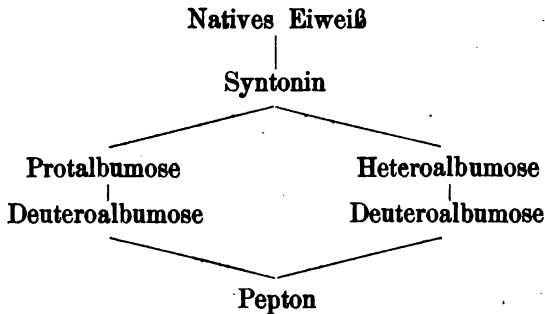 Natives Eiweiß
Syntonin
Protalbumose Heteroalbumose
Deuteroalbumose Deuteroalbumose
Pepton